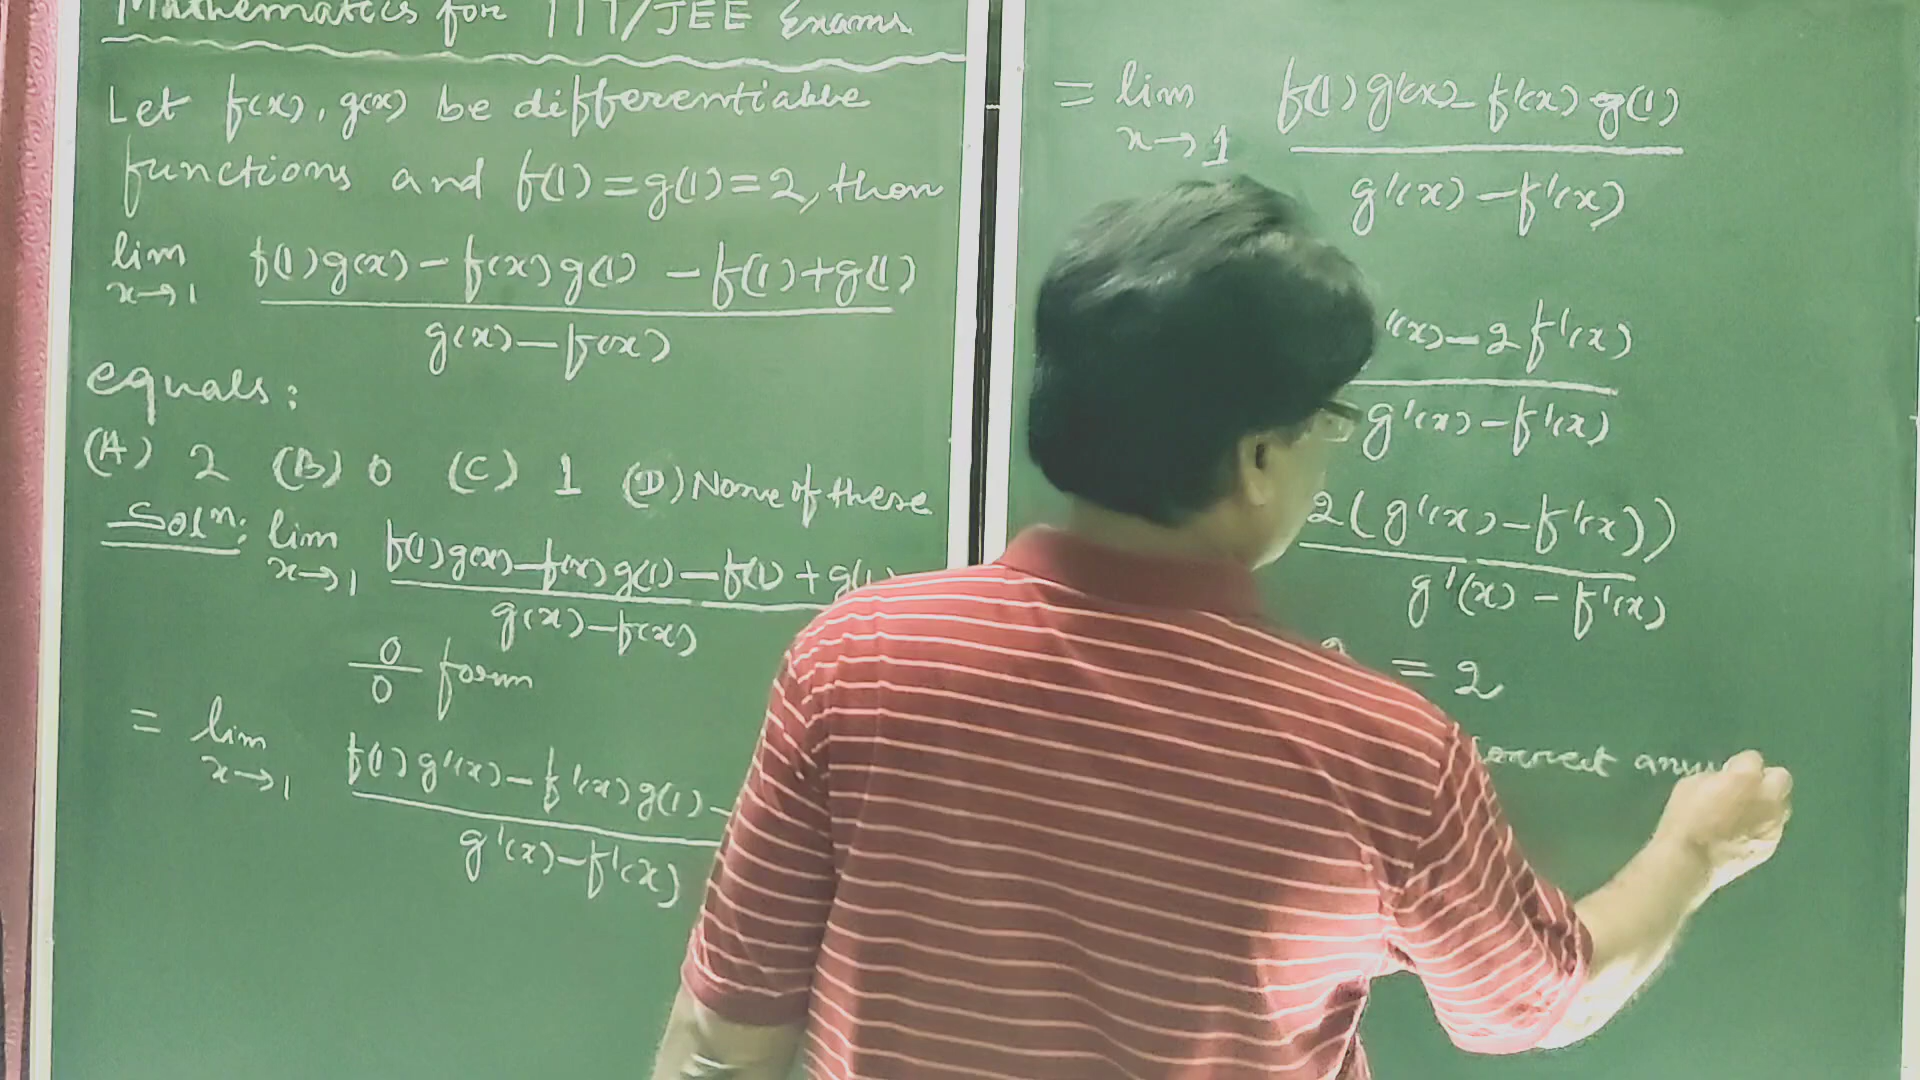 Mathematics for IIT/JEE Exams
Let f(x), g(x) be differentiable
functions and f(1)=g(1)=2, then
lim x→1 f(1)g(x)-f(x)g(1)-f(1)+g(1)
g(x)-f(x)
equals:
(A) 2 (B) 0 (C) 1 (D) None of these
Solⁿ: lim x→1 f(1)g(x)-f(x)g(1)-f(1)+g(1
g(x)-f(x)
0/0 form
= lim x→1 f(1)g'(x)-f'(x)g(1)-
g'(x)-f'(x)
= lim x→1 f(1)g'(x)-f'(x)g(1)
g'(x)-f'(x)
'(x)-2f'(x)
g'(x)-f'(x)
2(g'(x)-f'(x))
g'(x)-f'(x)
= 2
correct